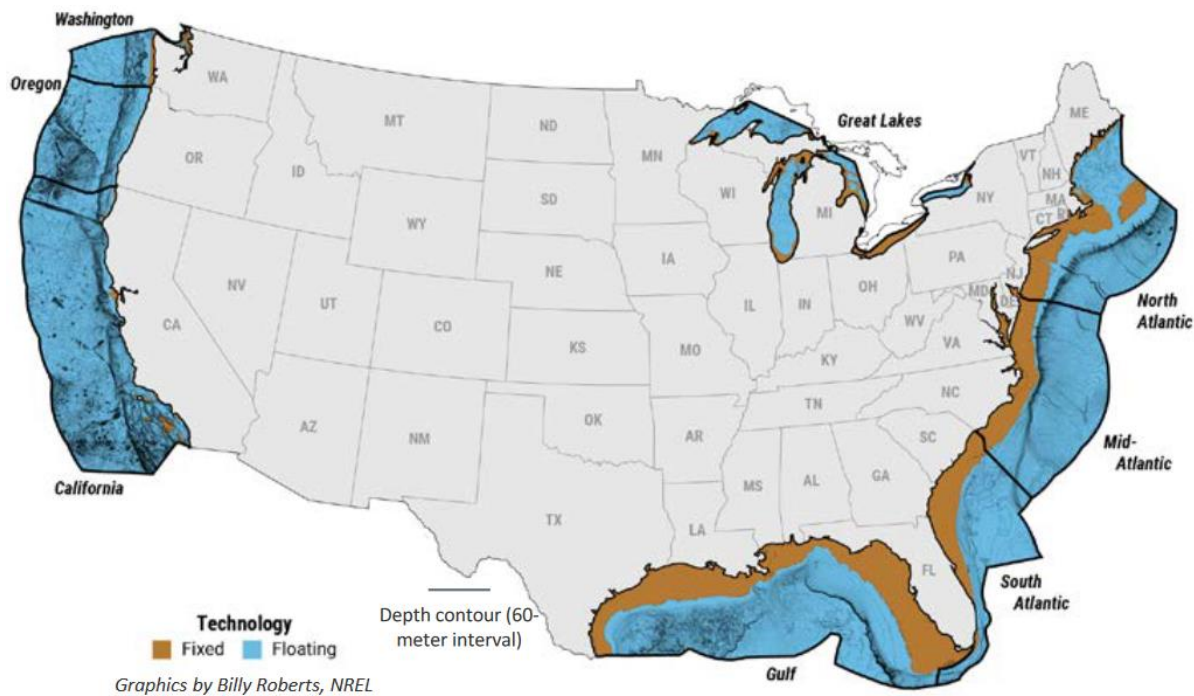 Washington
Oregon
WA
MT
ND
MN
Great Lakes
ME
VT
NH
OR
ID
SD
WI
MI
NY
MA
RI
CT
WY
IA
PA
NJ
NE
OH
MD
DE
North
Atlantic
NV
UT
CO
IL
IN
WV
CA
KS
MO
KY
VA
Mid-
Atlantic
AZ
NM
OK
AR
TN
NC
SC
California
MS
AL
GA
TX
LA
FL
South
Atlantic
Gulf
Depth contour (60-
meter interval)
Technology
Fixed
Floating
Graphics by Billy Roberts, NREL